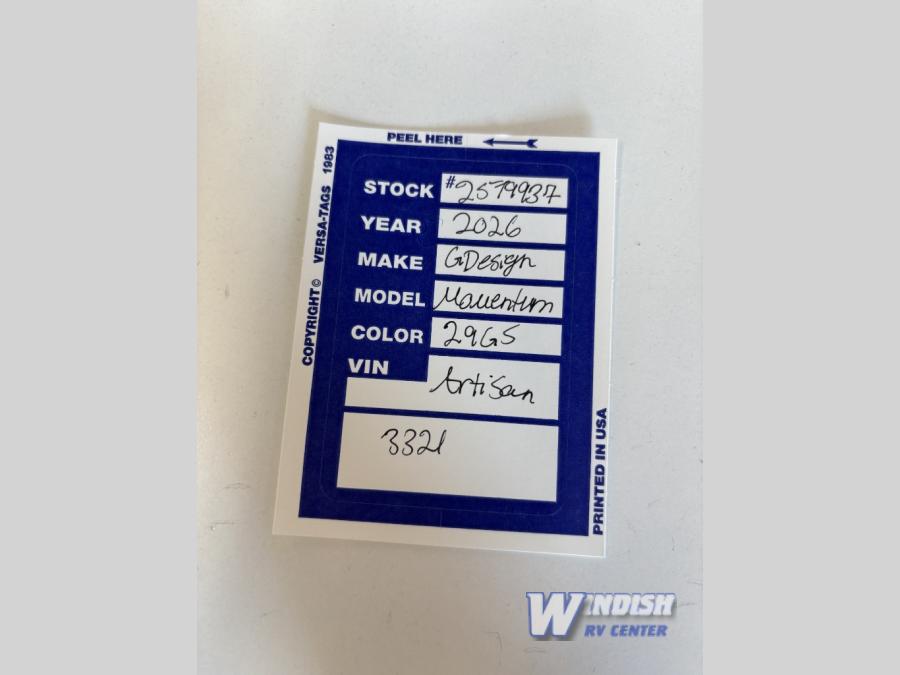 PEEL HERE
COPYRIGHT© VERSA-TAGS 1983
STOCK #2579937
YEAR 2026
MAKE GDesign
MODEL Momentum
COLOR 29GS
VIN Artisan
3321
PRINTED IN USA
WINDISH
RV CENTER